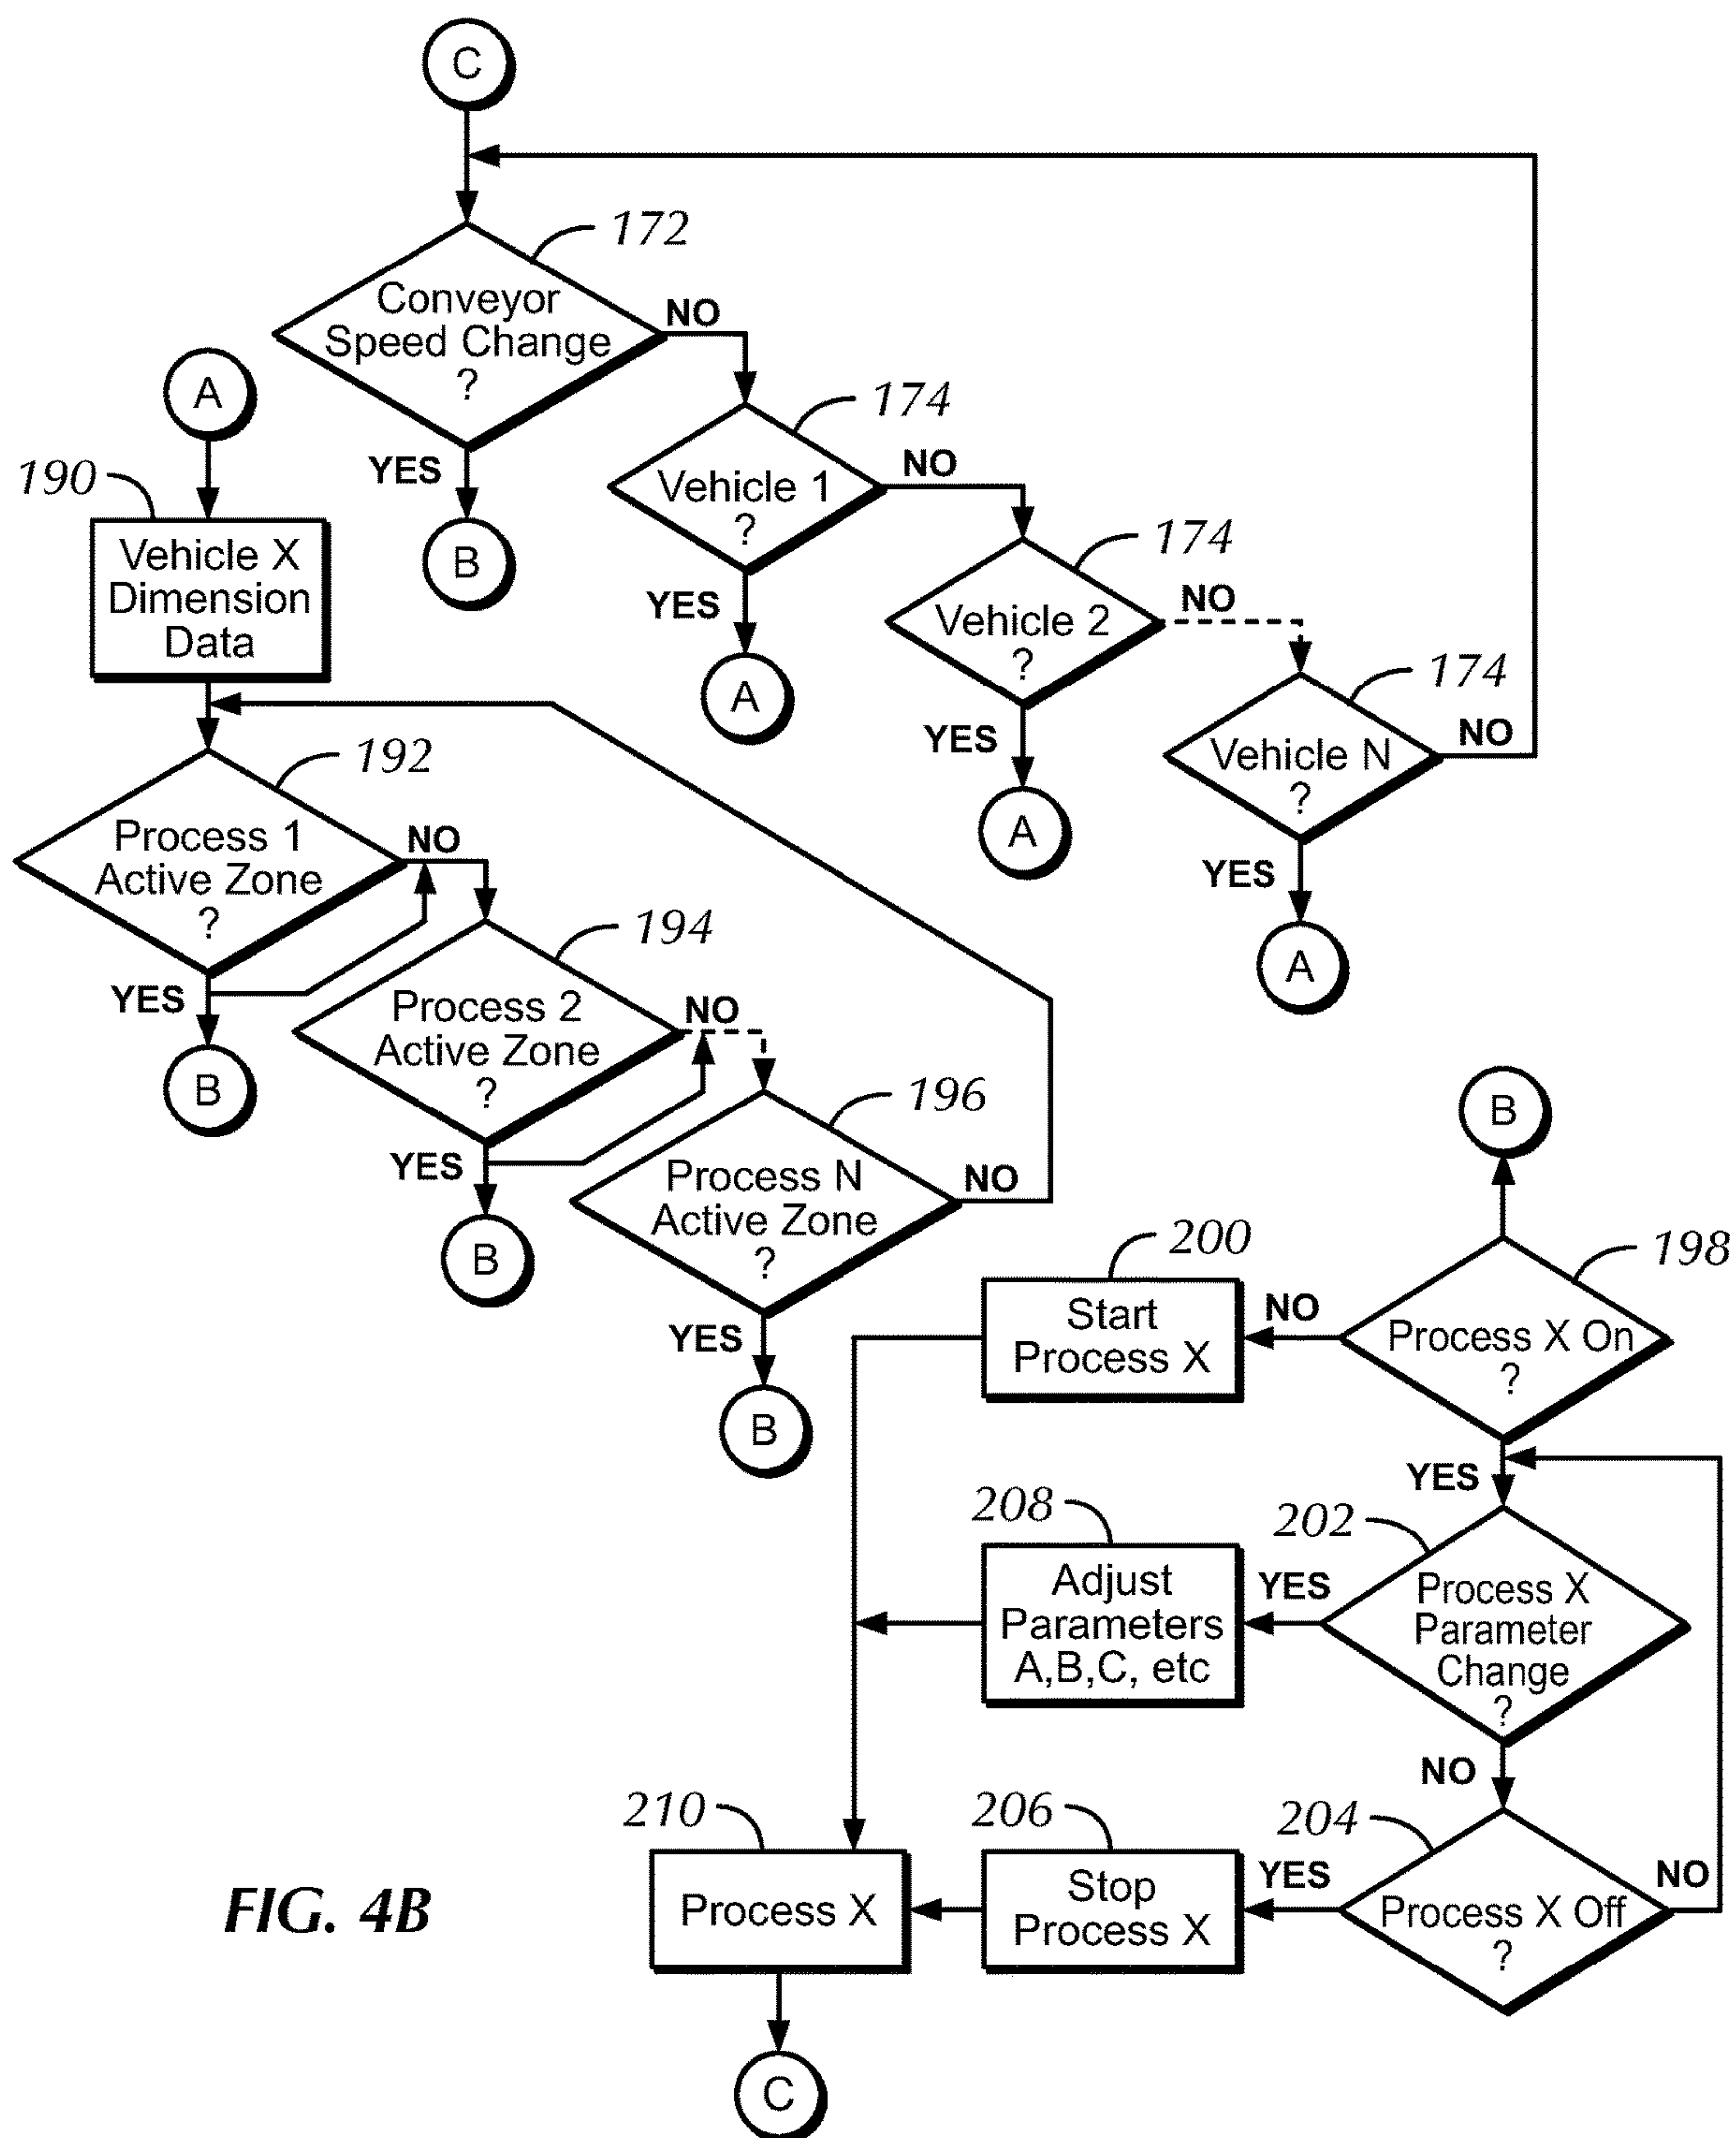 C
172
Conveyor
Speed Change
?
NO
YES
B
174
Vehicle 1
?
NO
YES
A
174
Vehicle 2
?
NO
YES
A
174
Vehicle N
?
NO
YES
A
A
190
Vehicle X
Dimension
Data
192
Process 1
Active Zone
?
NO
YES
B
194
Process 2
Active Zone
?
NO
YES
B
196
Process N
Active Zone
?
NO
YES
B
B
198
Process X On
?
NO
200
Start
Process X
YES
202
Process X
Parameter
Change
?
YES
208
Adjust
Parameters
A,B,C, etc
NO
204
Process X Off
?
NO
YES
206
Stop
Process X
210
Process X
C
FIG. 4B